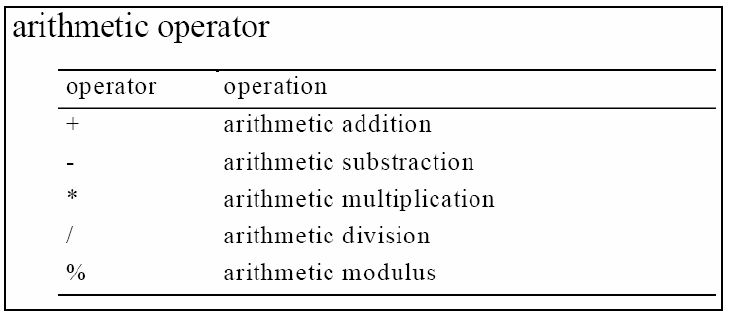 arithmetic operator
operator operation
+ arithmetic addition
- arithmetic substraction
* arithmetic multiplication
/ arithmetic division
% arithmetic modulus